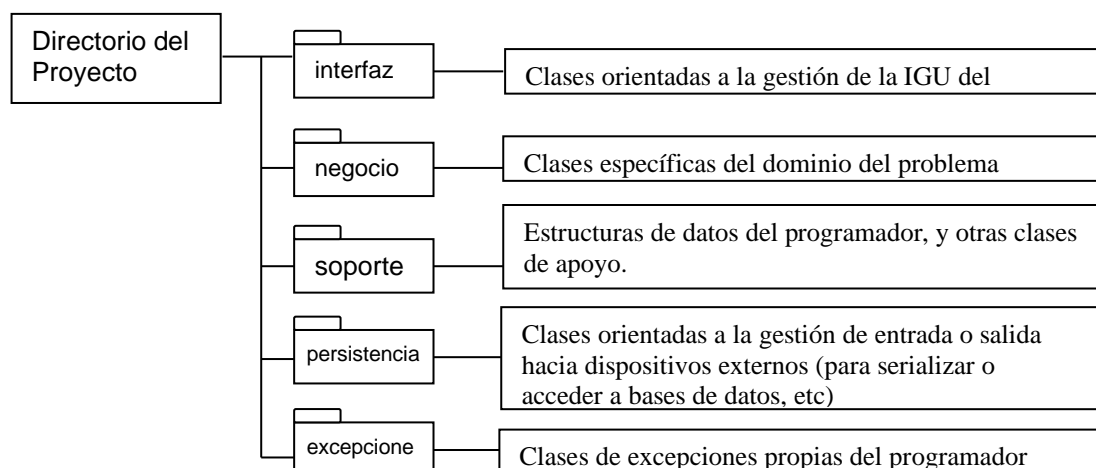 Directorio del
Proyecto
interfaz
Clases orientadas a la gestión de la IGU del
negocio
Clases específicas del dominio del problema
soporte
Estructuras de datos del programador, y otras clases
de apoyo.
persistencia
Clases orientadas a la gestión de entrada o salida
hacia dispositivos externos (para serializar o
acceder a bases de datos, etc)
excepcione
Clases de excepciones propias del programador